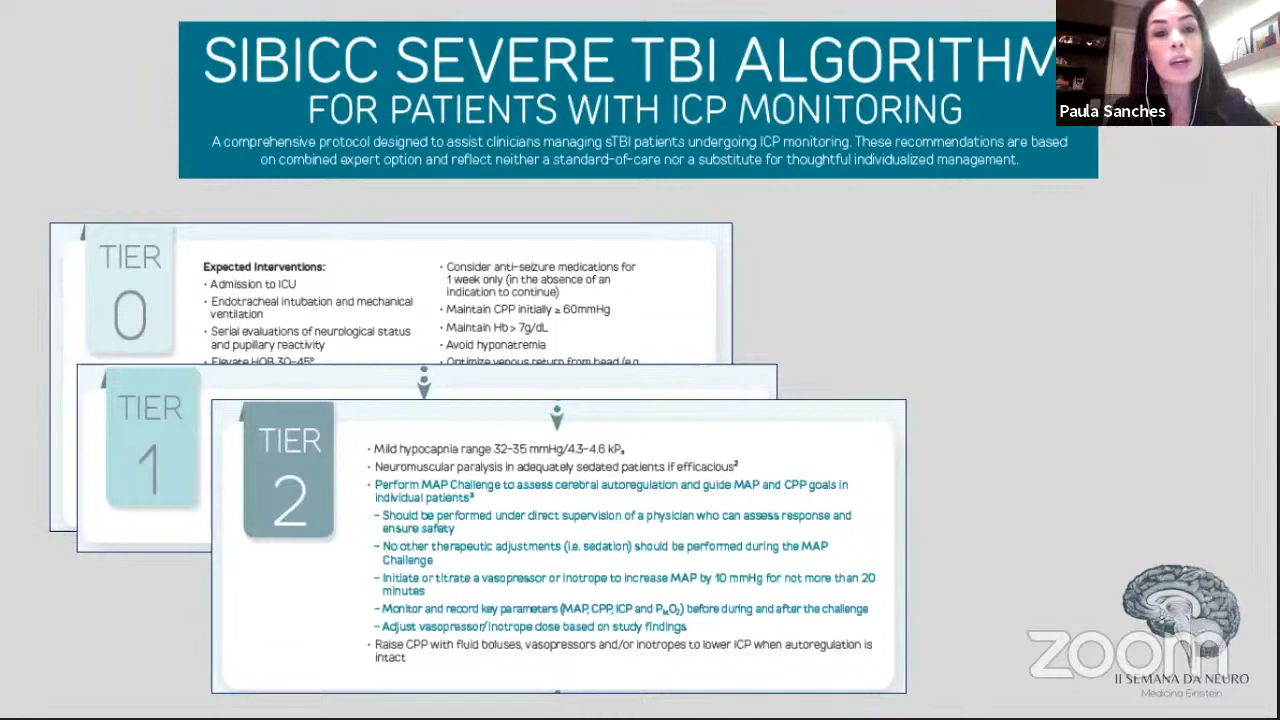 SIBICC SEVERE TBI ALGORITHM
FOR PATIENTS WITH ICP MONITORING
A comprehensive protocol designed to assist clinicians managing sTBI patients undergoing ICP monitoring. These recommendations are based
on combined expert option and reflect neither a standard-of-care nor a substitute for thoughtful individualized management.
Paula Sanches
TIER
0
Expected Interventions:
· Admission to ICU
· Endotracheal intubation and mechanical
ventilation
· Serial evaluations of neurological status
and pupillary reactivity
· Elevate HOB 30-45°
· Consider anti-seizure medications for
1 week only (in the absence of an
indication to continue)
· Maintain CPP initially ≥ 60mmHg
· Maintain Hb > 7g/dL
· Avoid hyponatremia
· Optimize venous return from head (e.g.
TIER
1
TIER
2
· Mild hypocapnia range 32-35 mmHg/4.3-4.6 kPa
· Neuromuscular paralysis in adequately sedated patients if efficacious²
· Perform MAP Challenge to assess cerebral autoregulation and guide MAP and CPP goals in
individual patients³
– Should be performed under direct supervision of a physician who can assess response and
ensure safety
– No other therapeutic adjustments (i.e. sedation) should be performed during the MAP
Challenge
– Initiate or titrate a vasopressor or inotrope to increase MAP by 10 mmHg for not more than 20
minutes
– Monitor and record key parameters (MAP, CPP, ICP and PbtO₂) before during and after the challenge
– Adjust vasopressor/inotrope dose based on study findings
· Raise CPP with fluid boluses, vasopressors and/or inotropes to lower ICP when autoregulation is
intact
zoom
II SEMANA DA NEURO
Medicina Einstein